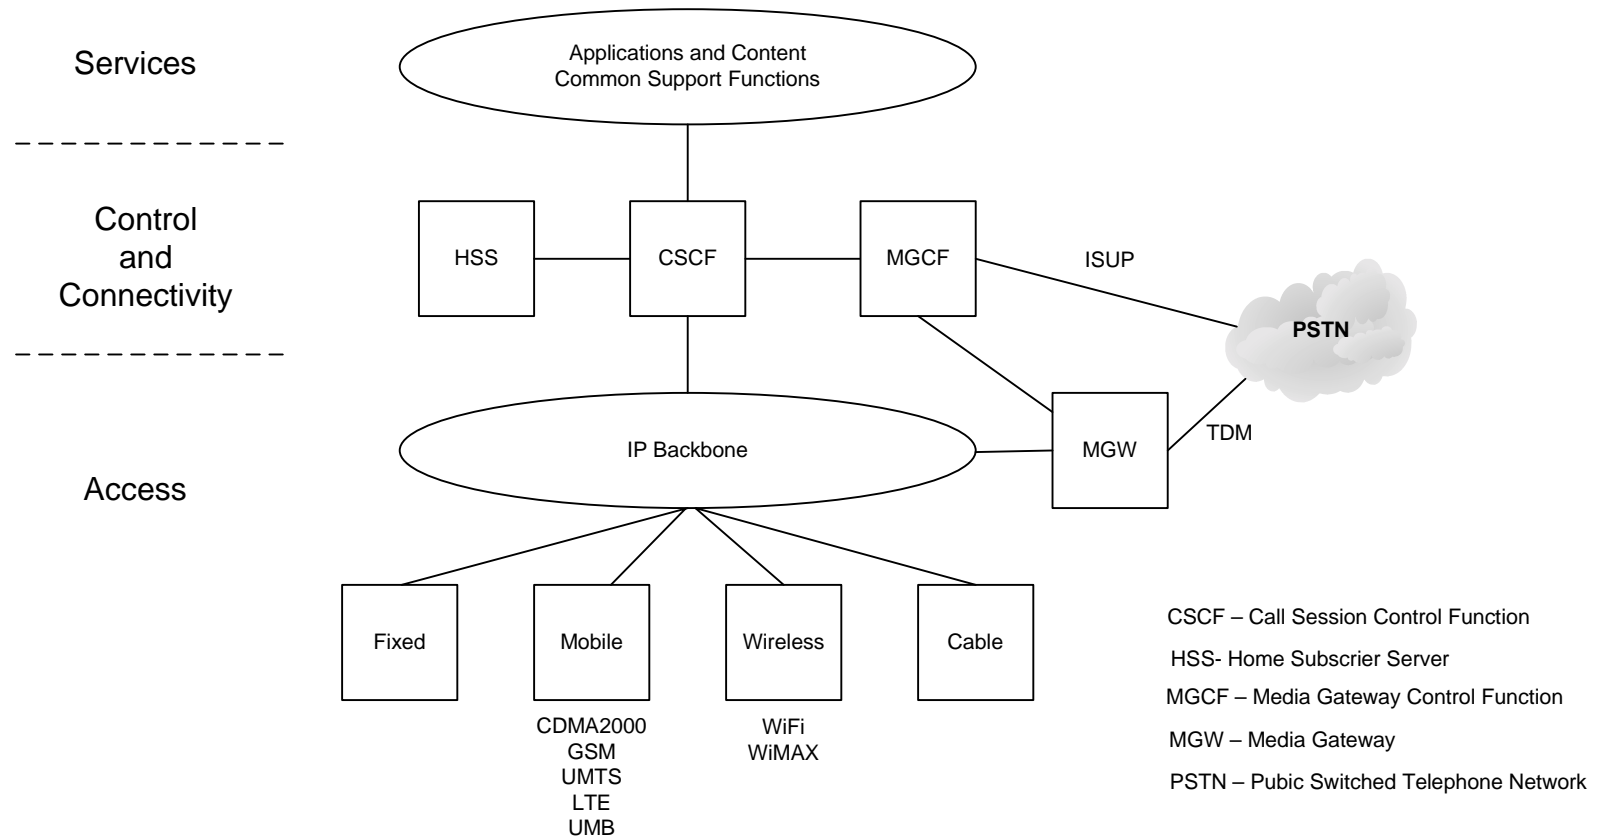 Services
Applications and Content
Common Support Functions
Control
and
Connectivity
HSS
CSCF
MGCF
ISUP
PSTN
Access
IP Backbone
MGW
TDM
Fixed
Mobile
Wireless
Cable
CDMA2000
GSM
UMTS
LTE
UMB
WiFi
WiMAX
CSCF – Call Session Control Function
HSS- Home Subscrier Server
MGCF – Media Gateway Control Function
MGW – Media Gateway
PSTN – Pubic Switched Telephone Network